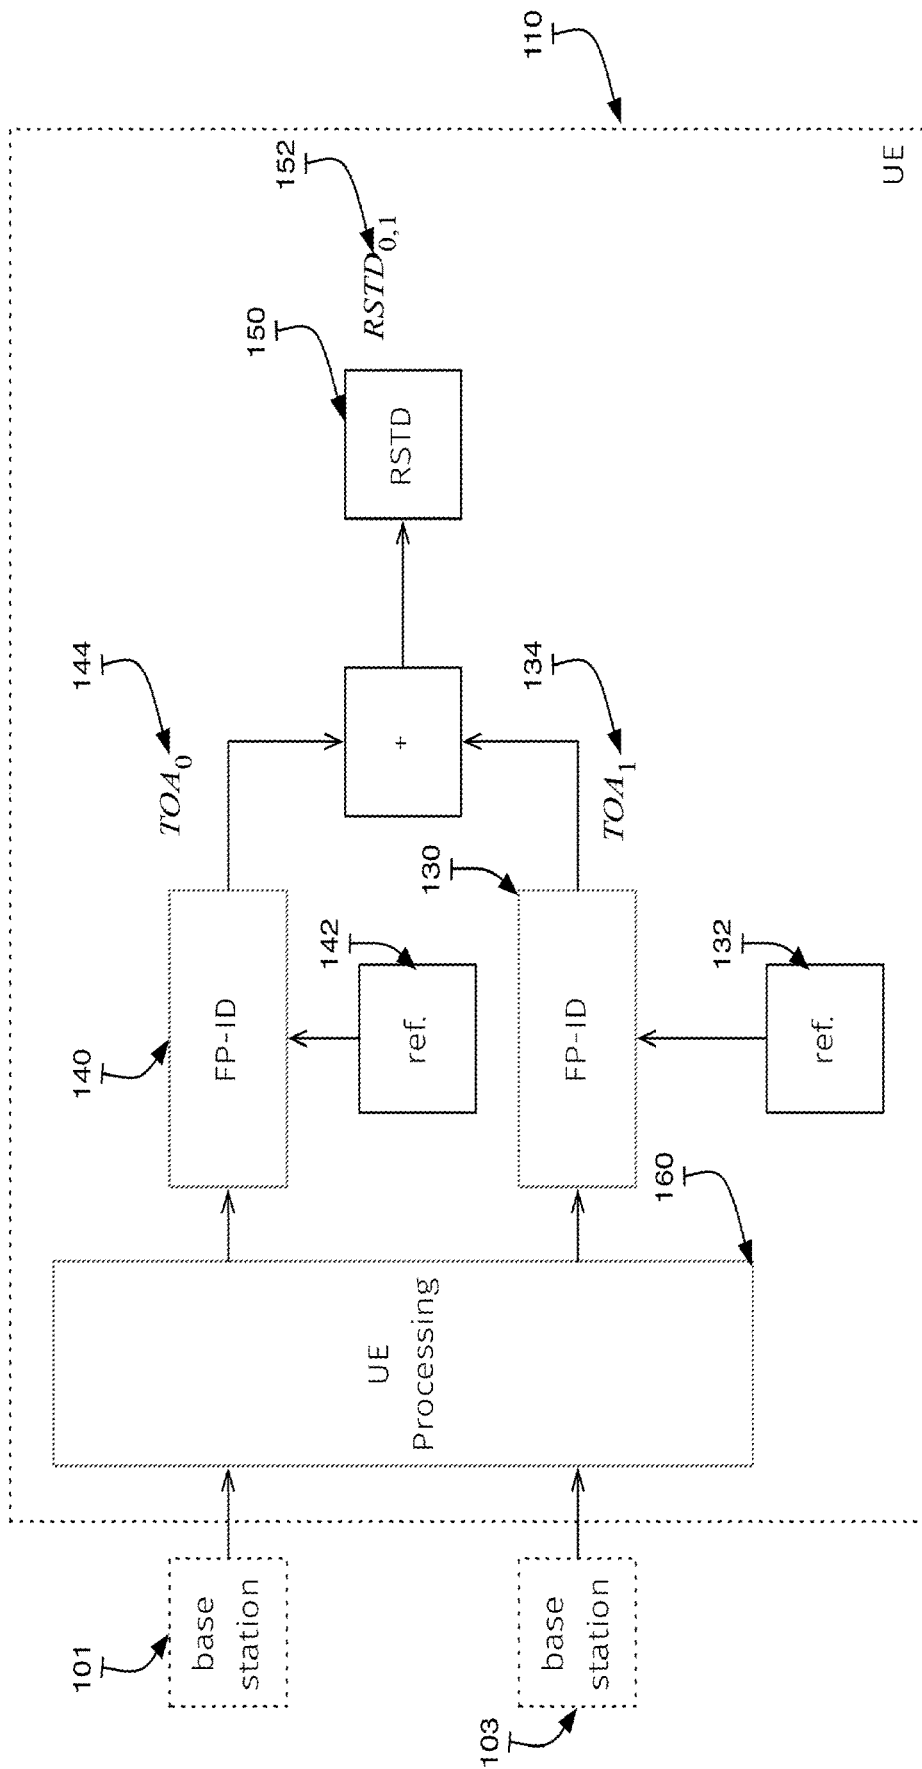 101
140
144
TOA₀
base
station
FP-ID
150
152
142
RSTD₀,₁
UE
Processing
ref.
+
RSTD
130
103
134
110
base
station
FP-ID
TOA₁
160
132
ref.
UE